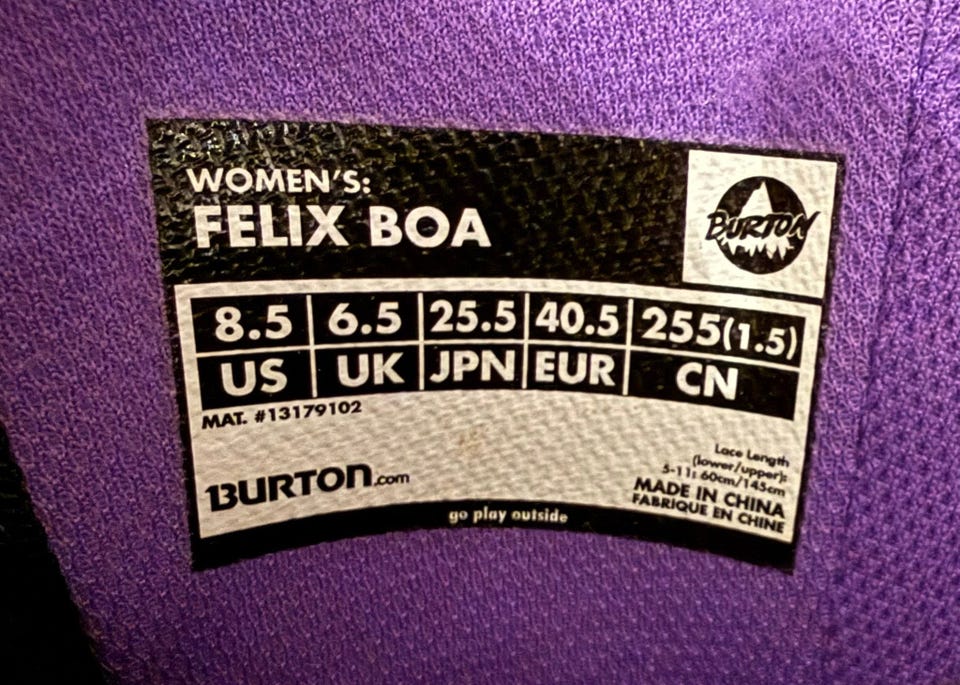 WOMEN'S:
FELIX BOA
BURTON
8.5 6.5 25.5 40.5 255(1.5)
US UK JPN EUR CN
MAT. #13179102
Lace Length
(lower/upper):
5-11: 60cm/145cm
MADE IN CHINA
FABRIQUE EN CHINE
BURTON.com
go play outside